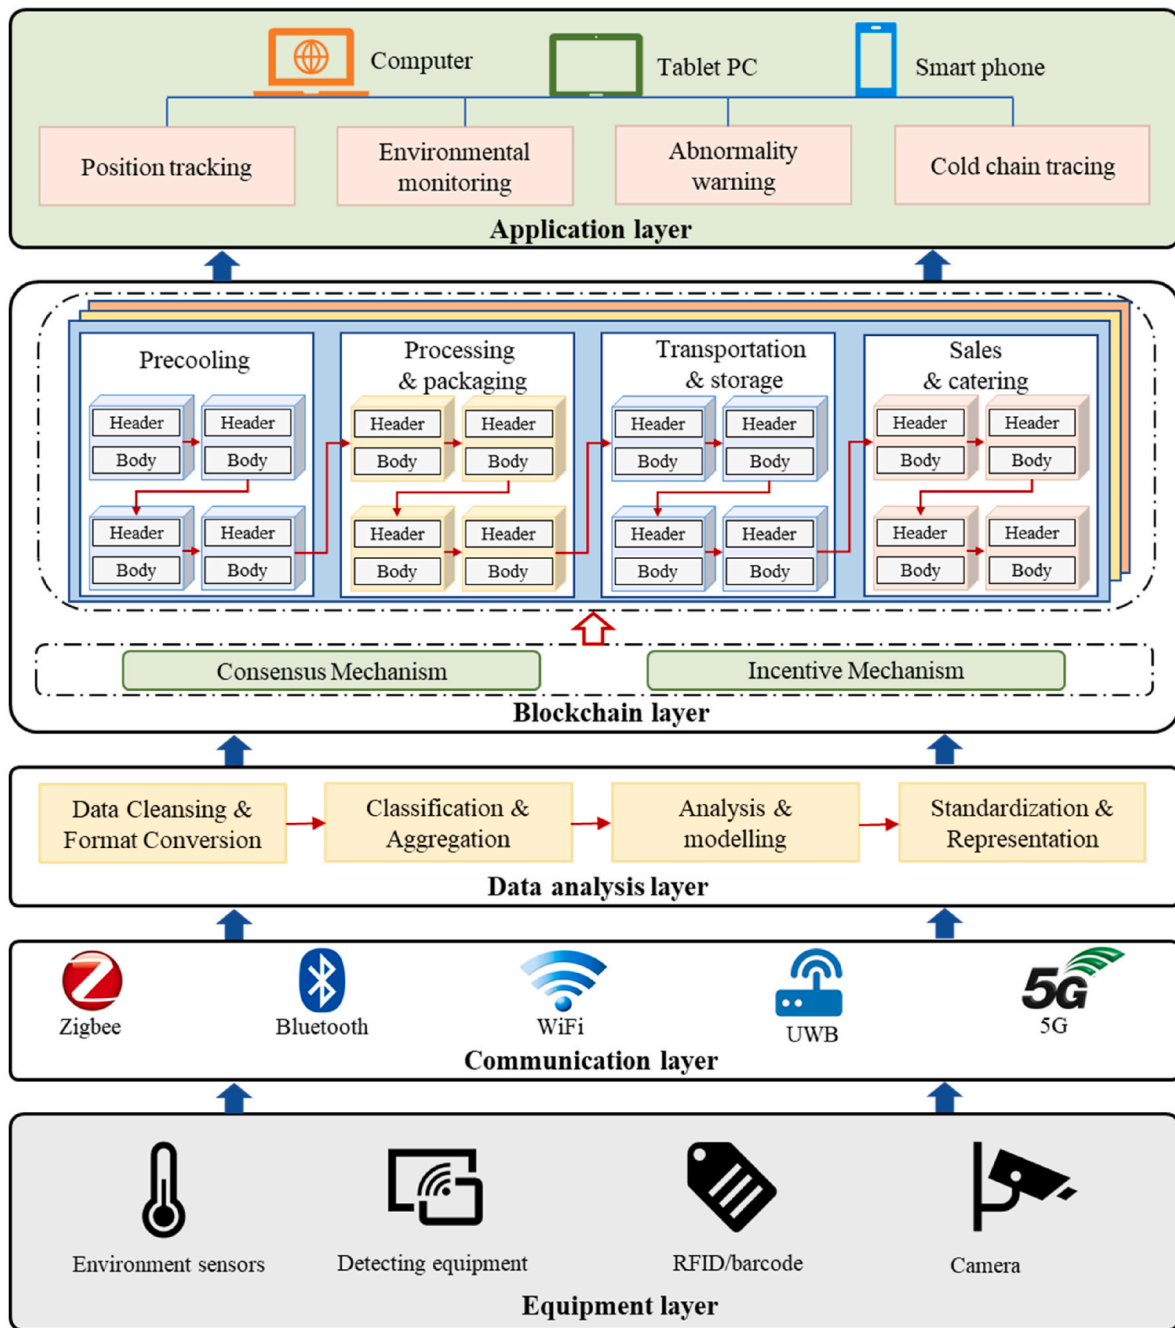 Computer
Tablet PC
Smart phone
Position tracking
Environmental
monitoring
Abnormality
warning
Cold chain tracing
Application layer
Precooling
Header
Header
Body
Body
Header
Header
Body
Body
Processing
& packaging
Header
Header
Body
Body
Header
Header
Body
Body
Transportation
& storage
Header
Header
Body
Body
Header
Header
Body
Body
Sales
& catering
Header
Header
Body
Body
Header
Header
Body
Body
Consensus Mechanism
Incentive Mechanism
Blockchain layer
Data Cleansing &
Format Conversion
Classification &
Aggregation
Analysis &
modelling
Standardization &
Representation
Data analysis layer
Z
Zigbee
Bluetooth
WiFi
UWB
5G
5G
Communication layer
Environment sensors
Detecting equipment
RFID/barcode
Camera
Equipment layer